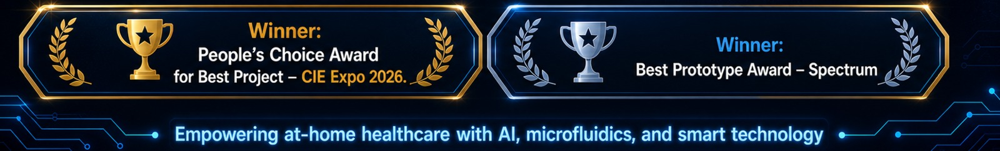 Winner:
People's Choice Award
for Best Project – CIE Expo 2026.
Winner:
Best Prototype Award – Spectrum
Empowering at-home healthcare with AI, microfluidics, and smart technology